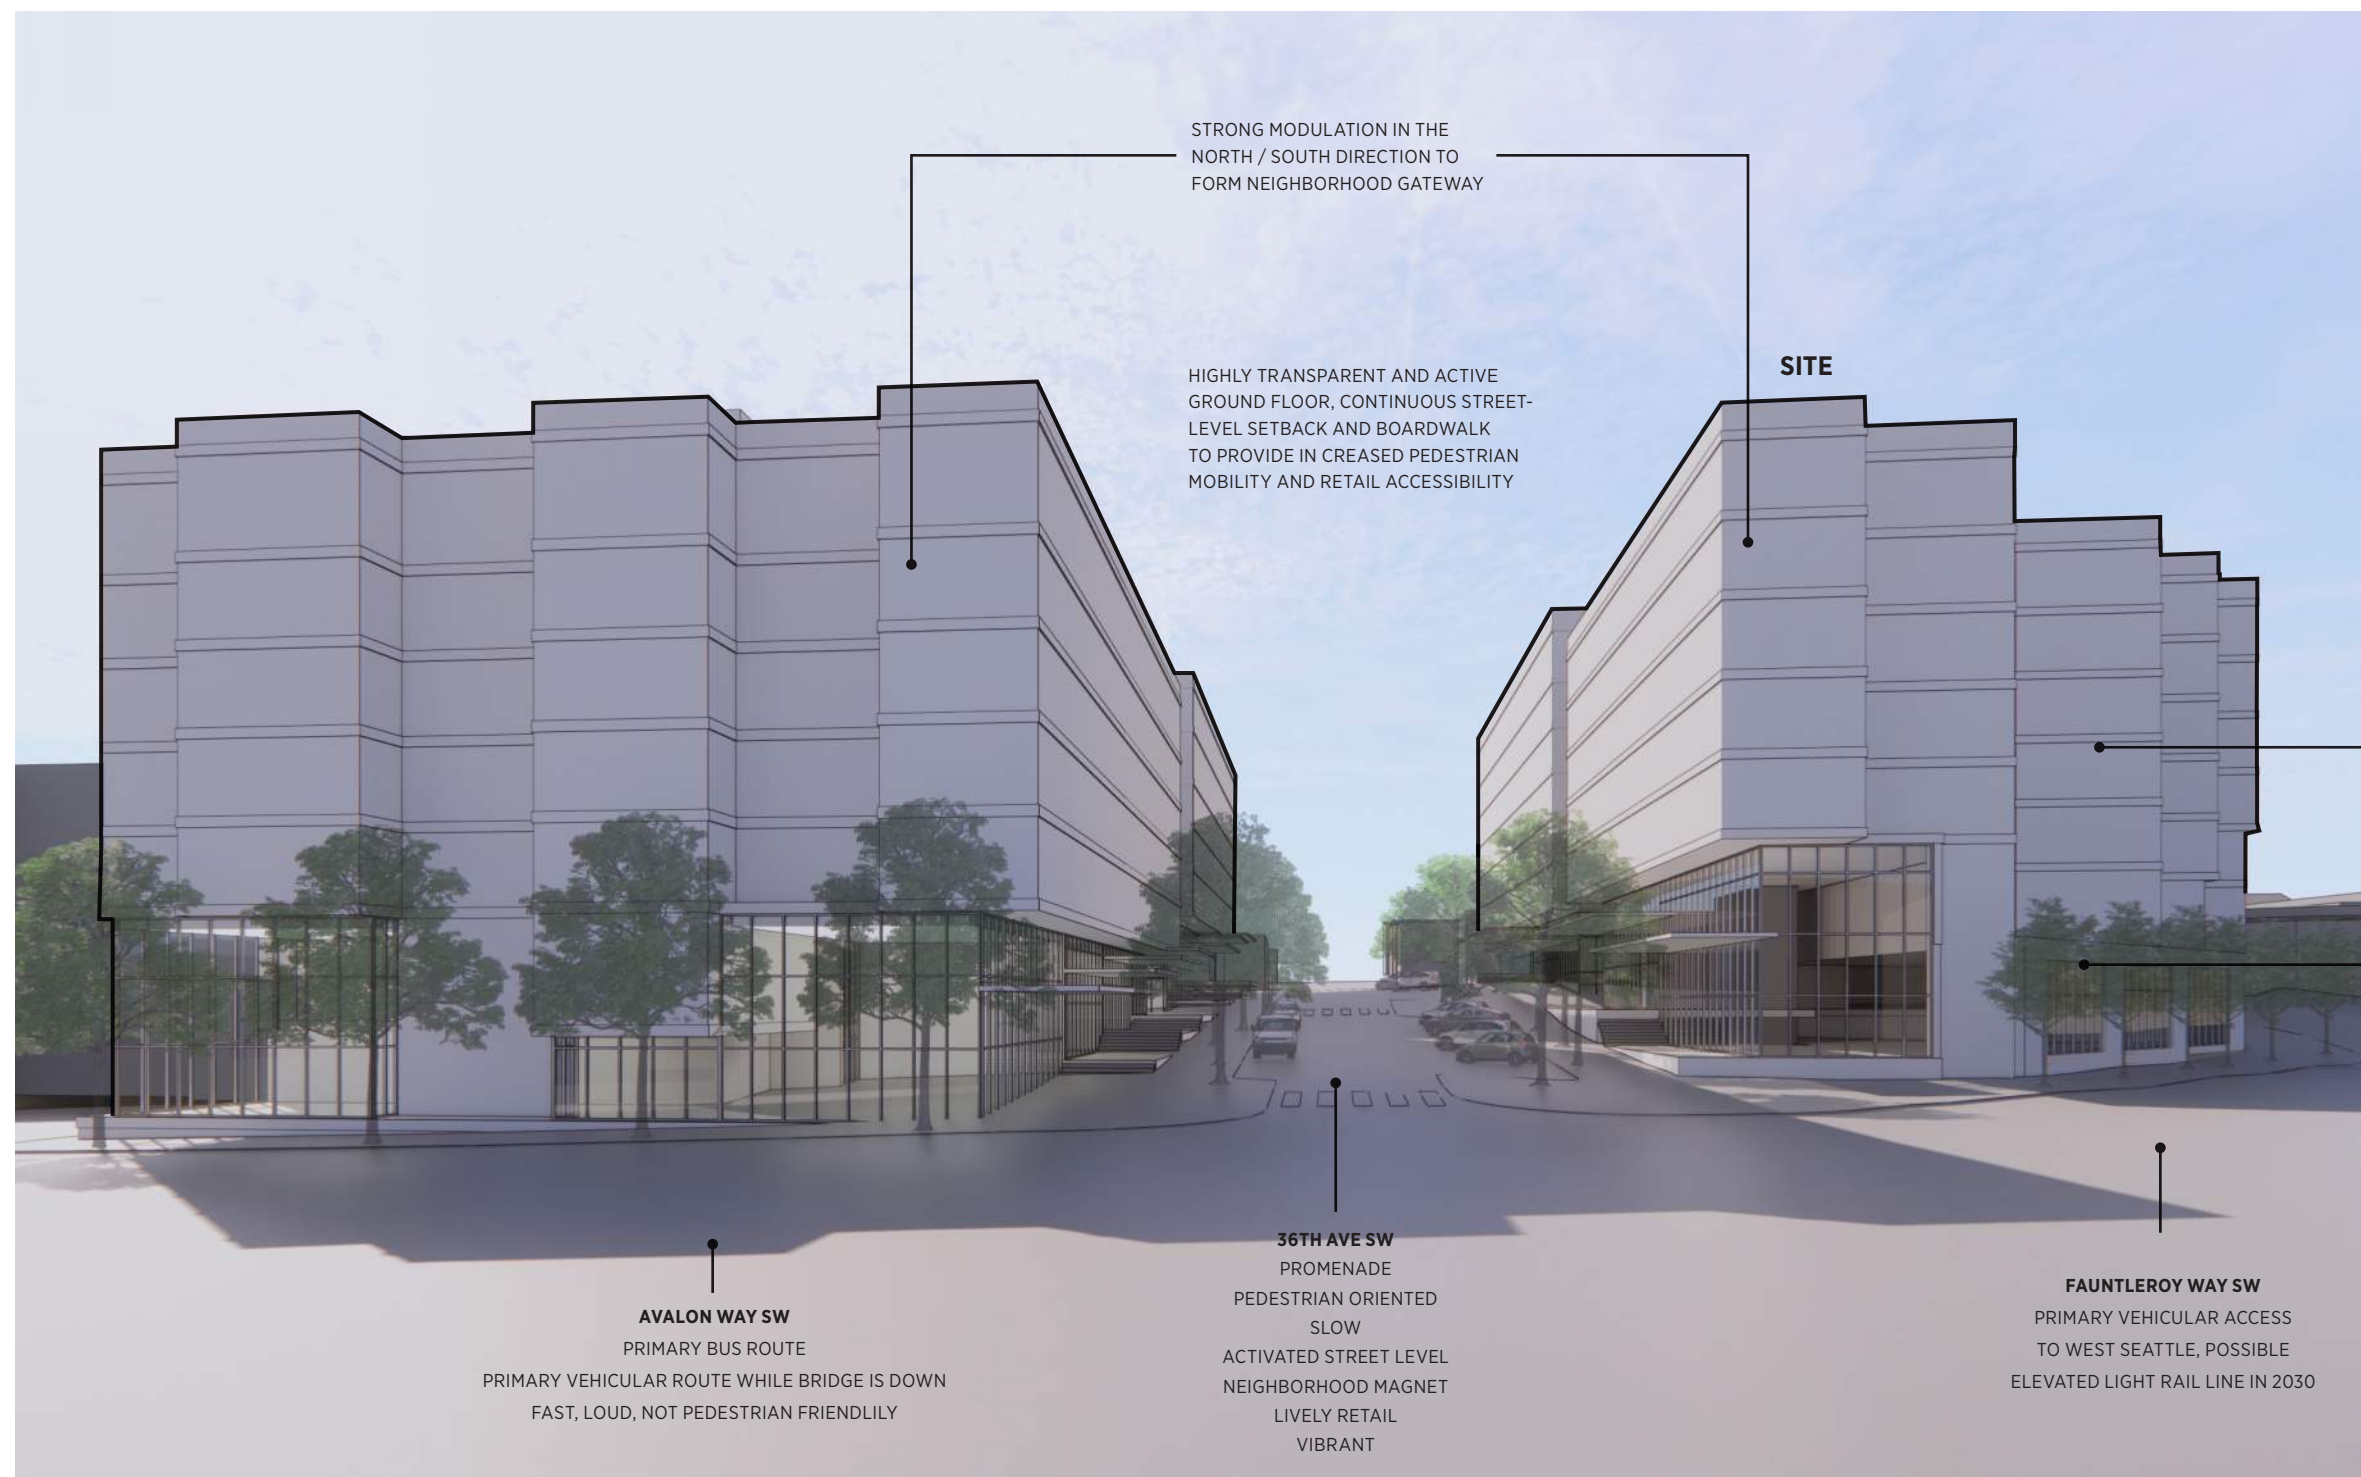 STRONG MODULATION IN THE
NORTH / SOUTH DIRECTION TO
FORM NEIGHBORHOOD GATEWAY
SITE
HIGHLY TRANSPARENT AND ACTIVE
GROUND FLOOR, CONTINUOUS STREET-
LEVEL SETBACK AND BOARDWALK
TO PROVIDE IN CREASED PEDESTRIAN
MOBILITY AND RETAIL ACCESSIBILITY
AVALON WAY SW
PRIMARY BUS ROUTE
PRIMARY VEHICULAR ROUTE WHILE BRIDGE IS DOWN
FAST, LOUD, NOT PEDESTRIAN FRIENDLILY
36TH AVE SW
PROMENADE
PEDESTRIAN ORIENTED
SLOW
ACTIVATED STREET LEVEL
NEIGHBORHOOD MAGNET
LIVELY RETAIL
VIBRANT
FAUNTLEROY WAY SW
PRIMARY VEHICULAR ACCESS
TO WEST SEATTLE, POSSIBLE
ELEVATED LIGHT RAIL LINE IN 2030